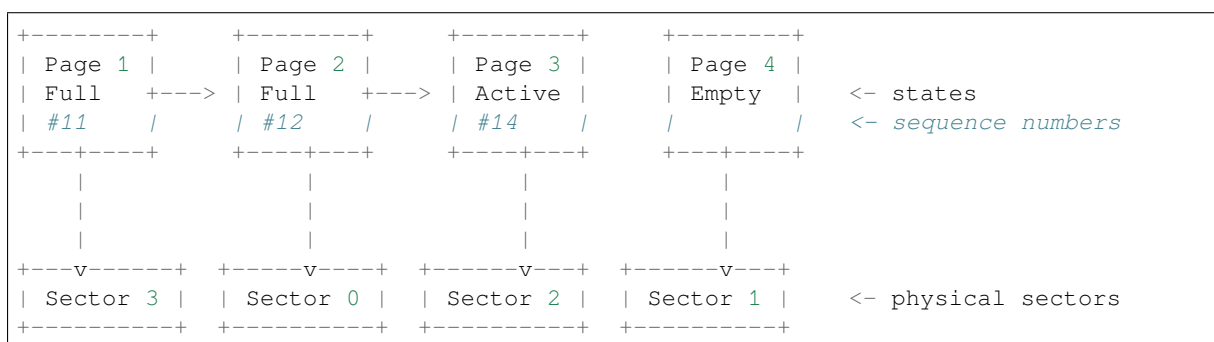 +--------+     +--------+     +--------+     +--------+
| Page 1 |     | Page 2 |     | Page 3 |     | Page 4 |
| Full   +---> | Full   +---> | Active |     | Empty  |   <- states
| #11    |     | #12    |     | #14    |     |        |   <- sequence numbers
+---+----+     +----+---+     +----+---+     +---+----+
    |               |              |             |
    |               |              |             |
    |               |              |             |
+---v------+  +-----v----+  +------v---+  +------v---+
| Sector 3 |  | Sector 0 |  | Sector 2 |  | Sector 1 |    <- physical sectors
+----------+  +----------+  +----------+  +----------+